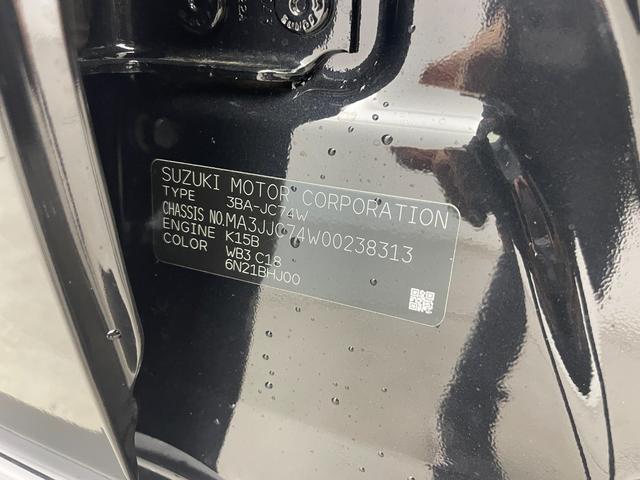 SUZUKI MOTOR CORPORATION
TYPE 3BA-JC74W
CHASSIS NO. MA3JJC74W00238313
ENGINE K15B
COLOR WB3 C18
6N21BHJ00